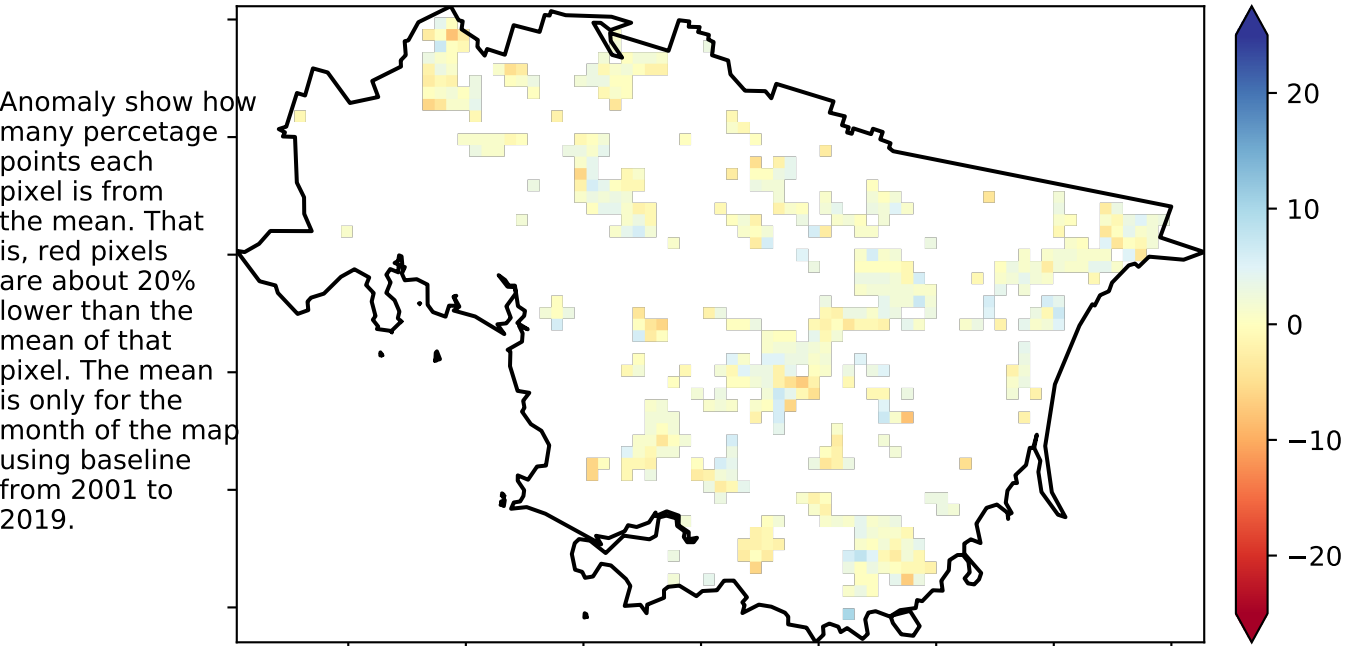 Anomaly show how
many percetage
points each
pixel is from
the mean. That
is, red pixels
are about 20%
lower than the
mean of that
pixel. The mean
is only for the
month of the map
using baseline
from 2001 to
2019.
20
10
0
−10
−20